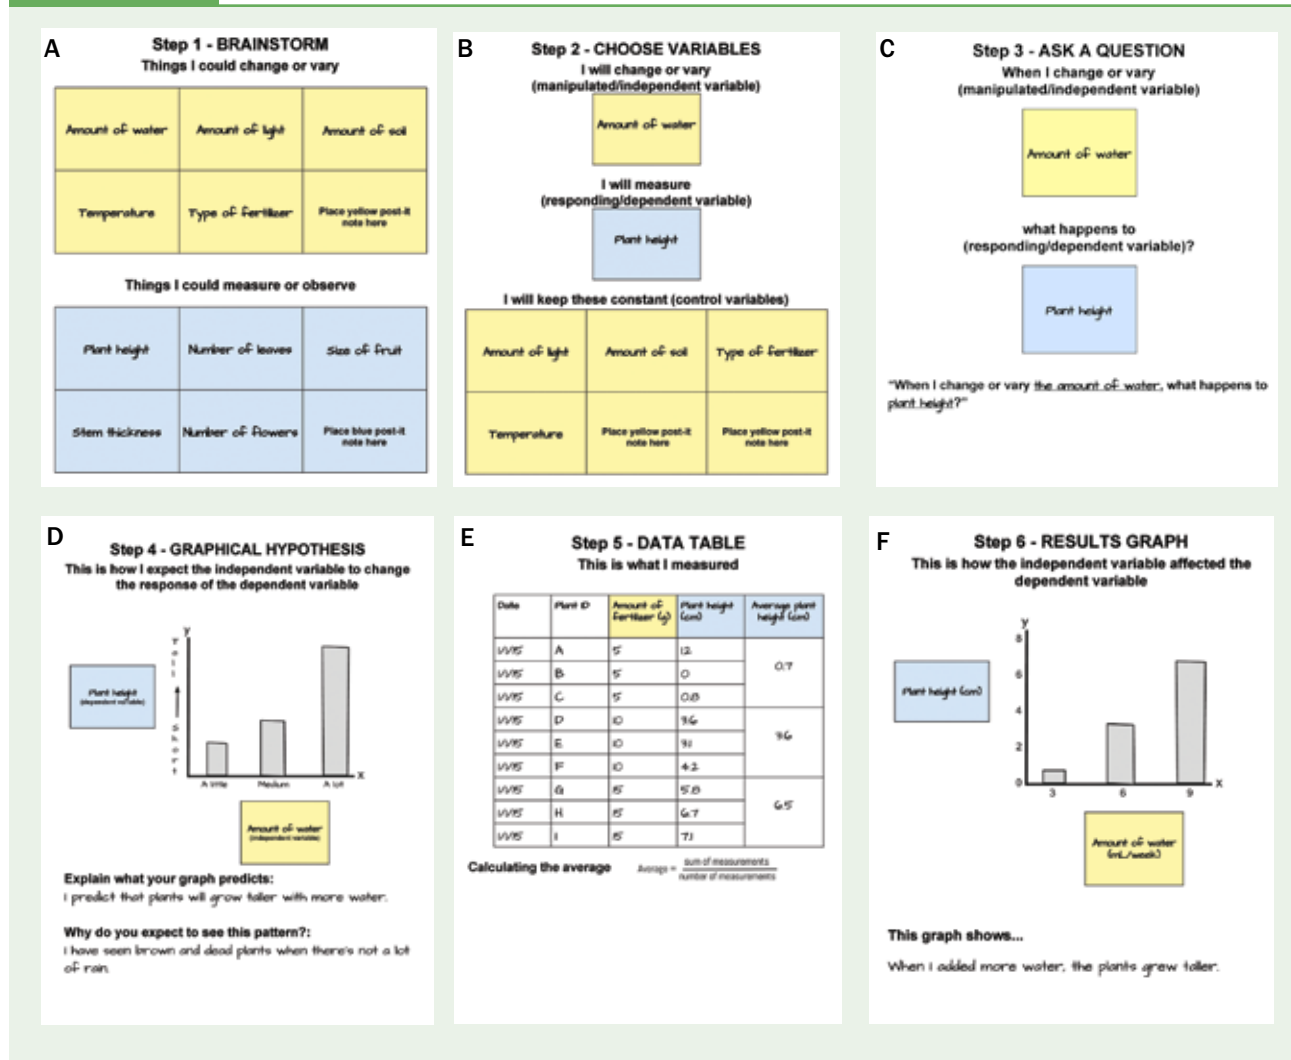 A
Step 1 - BRAINSTORM
Things I could change or vary
Amount of water
Amount of light
Amount of soil
Temperature
Type of fertilizer
Place yellow post-it
note here
Things I could measure or observe
Plant height
Number of leaves
Size of fruit
Stem thickness
Number of flowers
Place blue post-it
note here
B
Step 2 - CHOOSE VARIABLES
I will change or vary
(manipulated/independent variable)
Amount of water
I will measure
(responding/dependent variable)
Plant height
I will keep these constant (control variables)
Amount of light
Amount of soil
Type of fertilizer
Temperature
Place yellow post-it
note here
Place yellow post-it
note here
C
Step 3 - ASK A QUESTION
When I change or vary
(manipulated/independent variable)
Amount of water
what happens to
(responding/dependent variable)?
Plant height
"When I change or vary the amount of water, what happens to
plant height?"
D
Step 4 - GRAPHICAL HYPOTHESIS
This is how I expect the independent variable to change
the response of the dependent variable
y
Tall
Short
Plant height
(dependent variable)
x
A little Medium A lot
Amount of water
(independent variable)
Explain what your graph predicts:
I predict that plants will grow taller with more water.
Why do you expect to see this pattern?:
I have seen brown and dead plants when there's not a lot
of rain.
E
Step 5 - DATA TABLE
This is what I measured
Date Plant ID Amount of fertilizer (g) Plant height (cm) Average plant height (cm)
A 5
B 5 0
C 5 0.8
0.7
D 10
E 10
F 10
G 15
H 15 6.7
I 15
Calculating the average
Average = sum of measurements
number of measurements
F
Step 6 - RESULTS GRAPH
This is how the independent variable affected the
dependent variable
y
8
6
4
2
0
Plant height (cm)
3 6 9 x
Amount of water
(mL/week)
This graph shows...
When I added more water, the plants grew taller.